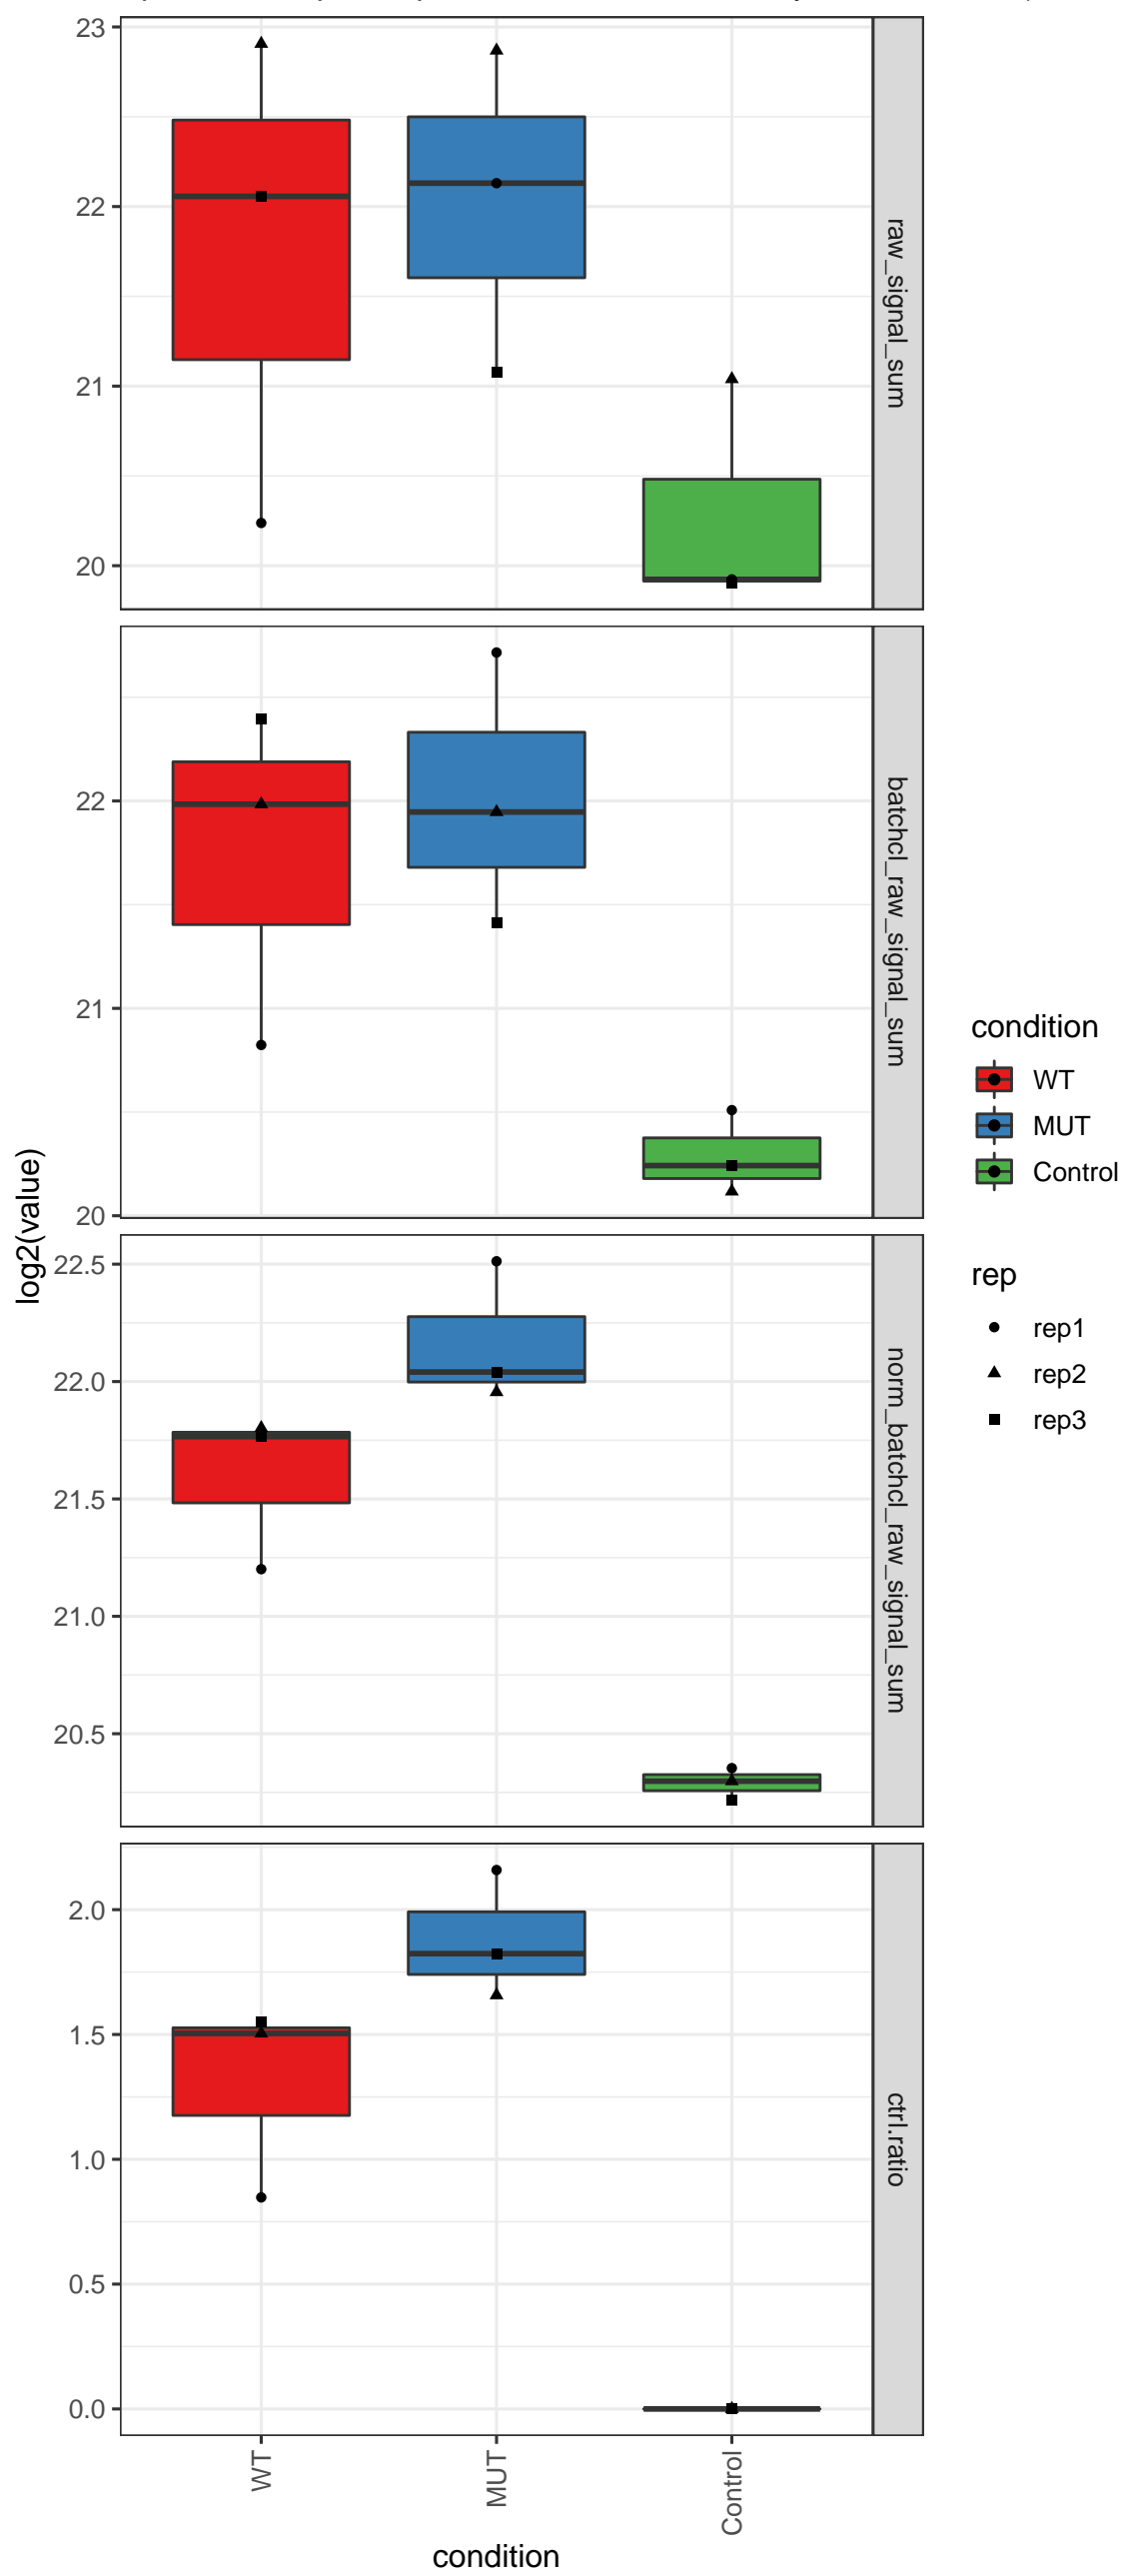 23
22
21
20
raw_signal_sum
22
21
20
batchcl_raw_signal_sum
log2(value)
22.5
22.0
21.5
21.0
20.5
norm_batchcl_raw_signal_sum
2.0
1.5
1.0
0.5
0.0
ctrl.ratio
WT
MUT
Control
condition
condition
WT
MUT
Control
rep
rep1
rep2
rep3